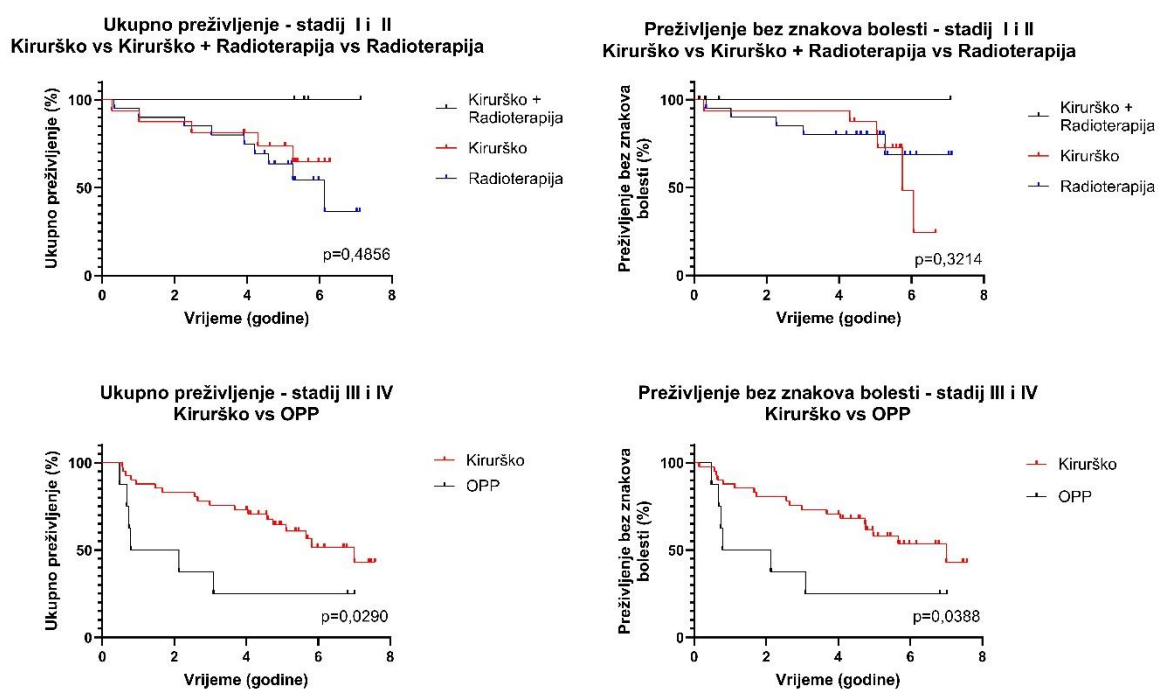 Ukupno preživljenje - stadij I i II
Kirurško vs Kirurško + Radioterapija vs Radioterapija
Ukupno preživljenje (%)
100
50
0
0 2 4 6 8
Vrijeme (godine)
p=0,4856
Kirurško +
Radioterapija
Kirurško
Radioterapija
Preživljenje bez znakova bolesti - stadij I i II
Kirurško vs Kirurško + Radioterapija vs Radioterapija
Preživljenje bez znakova
bolesti (%)
100
50
0
0 2 4 6 8
Vrijeme (godine)
p=0,3214
Kirurško +
Radioterapija
Kirurško
Radioterapija
Ukupno preživljenje - stadij III i IV
Kirurško vs OPP
Ukupno preživljenje (%)
100
50
0
0 2 4 6 8
Vrijeme (godine)
p=0,0290
Kirurško
OPP
Preživljenje bez znakova bolesti - stadij III i IV
Kirurško vs OPP
Preživljenje bez znakova
bolesti (%)
100
50
0
0 2 4 6 8
Vrijeme (godine)
p=0,0388
Kirurško
OPP